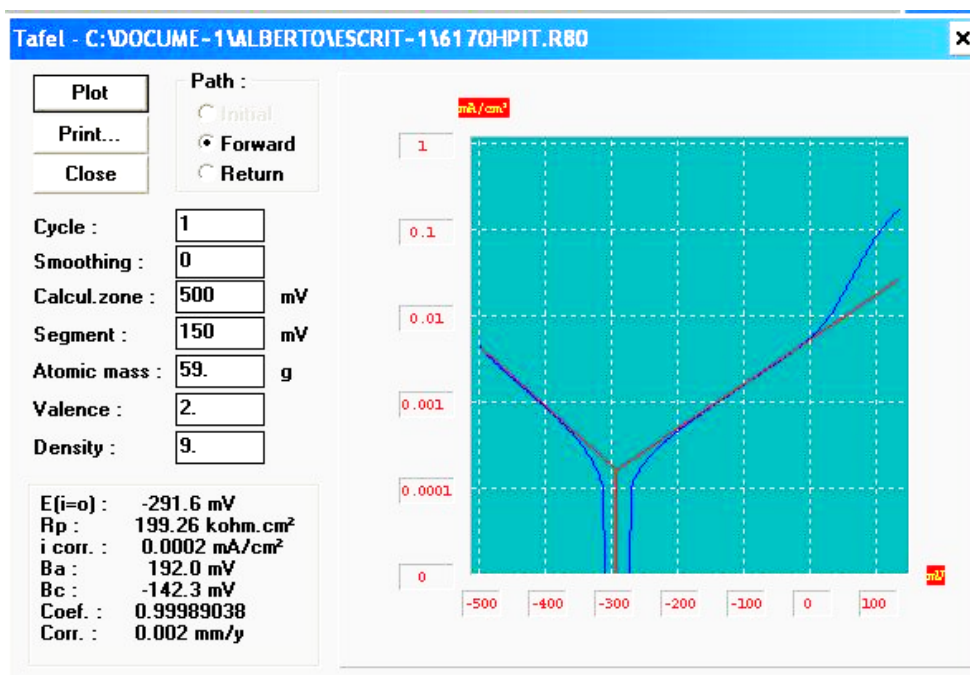 Tafel - C:\DOCUME~1\ALBERTO\ESCRIT~1\617OHPIT.R80
Plot
Print...
Close
Path :
Initial
Forward
Return
Cycle : 1
Smoothing : 0
Calcul.zone : 500 mV
Segment : 150 mV
Atomic mass : 59. g
Valence : 2.
Density : 9.
E(i=o) : -291.6 mV
Rp : 199.26 kohm.cm²
i corr. : 0.0002 mA/cm²
Ba : 192.0 mV
Bc : -142.3 mV
Coef. : 0.99989038
Corr. : 0.002 mm/y
mA/cm²
1
0.1
0.01
0.001
0.0001
0
mV
-500 -400 -300 -200 -100 0 100